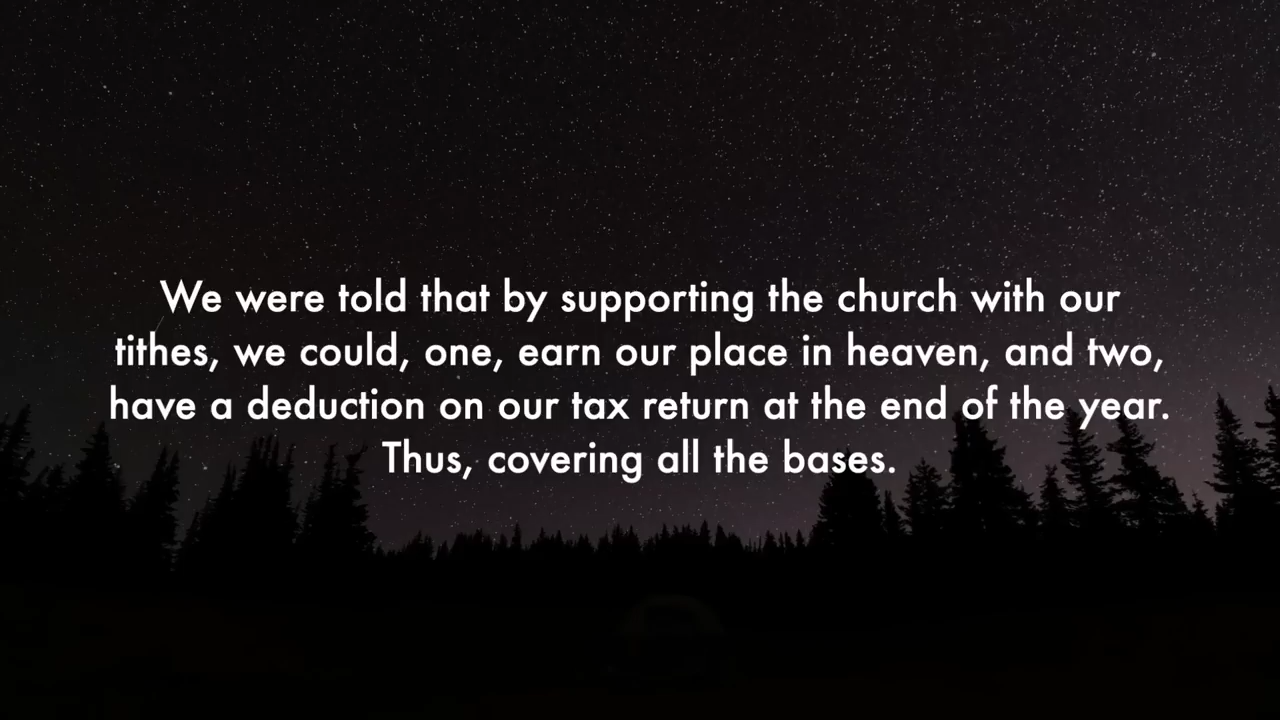 We were told that by supporting the church with our
tithes, we could, one, earn our place in heaven, and two,
have a deduction on our tax return at the end of the year.
Thus, covering all the bases.